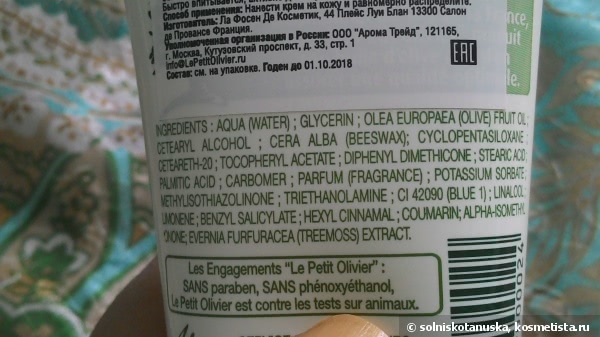 Быстро впитывается,
Способ применения: Нанести крем на кожу и равномерно распределить.
Изготовитель: Ла Фосен Де Косметик, 44 Плейс Луи Блан 13300 Салон
де Прованс Франция.
Уполномоченная организация в России: ООО "Арома Трейд", 121165,
г. Москва, Кутузовский проспект, д. 33, стр. 1
info@LePetitOlivier.ru
Состав: см. на упаковке. Годен до 01.10.2018
EAC
INGREDIENTS : AQUA (WATER) ; GLYCERIN ; OLEA EUROPAEA (OLIVE) FRUIT OIL ;
CETEARYL ALCOHOL ; CERA ALBA (BEESWAX); CYCLOPENTASILOXANE ;
CETEARETH-20 ; TOCOPHERYL ACETATE ; DIPHENYL DIMETHICONE ; STEARIC ACID ;
PALMITIC ACID ; CARBOMER ; PARFUM (FRAGRANCE) ; POTASSIUM SORBATE ;
METHYLISOTHIAZOLINONE ; TRIETHANOLAMINE ; CI 42090 (BLUE 1) ; LINALOOL ;
LIMONENE ; BENZYL SALICYLATE ; HEXYL CINNAMAL ; COUMARIN; ALPHA-ISOMETHYL
IONONE; EVERNIA FURFURACEA (TREEMOSS) EXTRACT.
Les Engagements "Le Petit Olivier" :
SANS paraben, SANS phénoxyéthanol,
Le Petit Olivier est contre les tests sur animaux.
© solniskotanuska, kosmetista.ru